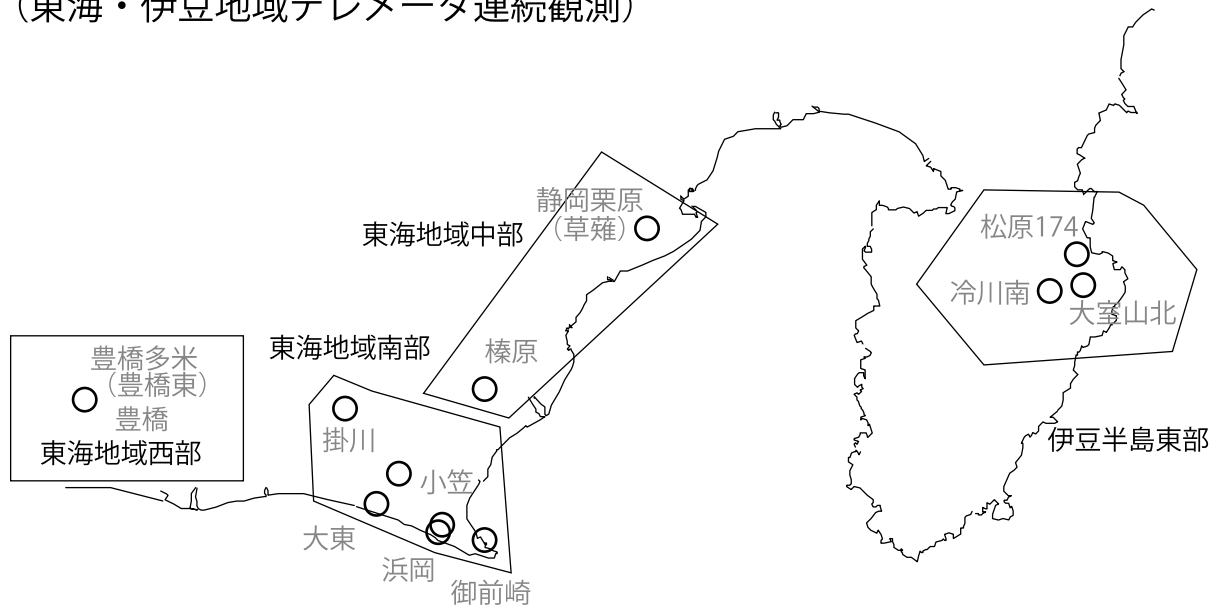 (東海・伊豆地域テレメータ連続観測)
静岡栗原
(草薙)
東海地域中部
松原174
冷川南
大室山北
東海地域南部
榛原
豊橋多米
(豊橋東)
豊橋
東海地域西部
掛川
小笠
伊豆半島東部
大東
浜岡
御前崎